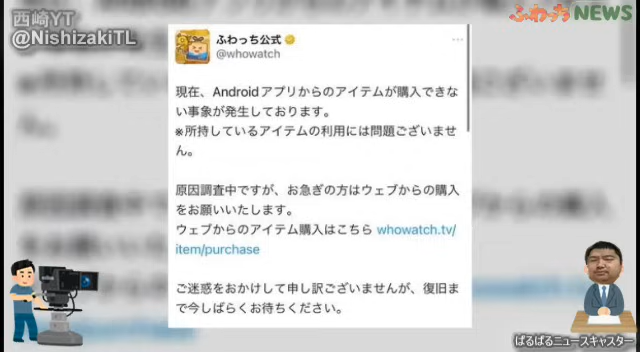 西崎YT
@NishizakiTL
ふわっちNEWS
ふわっち公式
@whowatch
現在、Androidアプリからのアイテムが購入できな
い事象が発生しております。
※所持しているアイテムの利用には問題ございませ
ん。
原因調査中ですが、お急ぎの方はウェブからの購入
をお願いいたします。
ウェブからのアイテム購入はこちら whowatch.tv/
item/purchase
ご迷惑をおかけして申し訳ございませんが、復旧ま
で今しばらくお待ちください。
ぱるぱるニュースキャスター